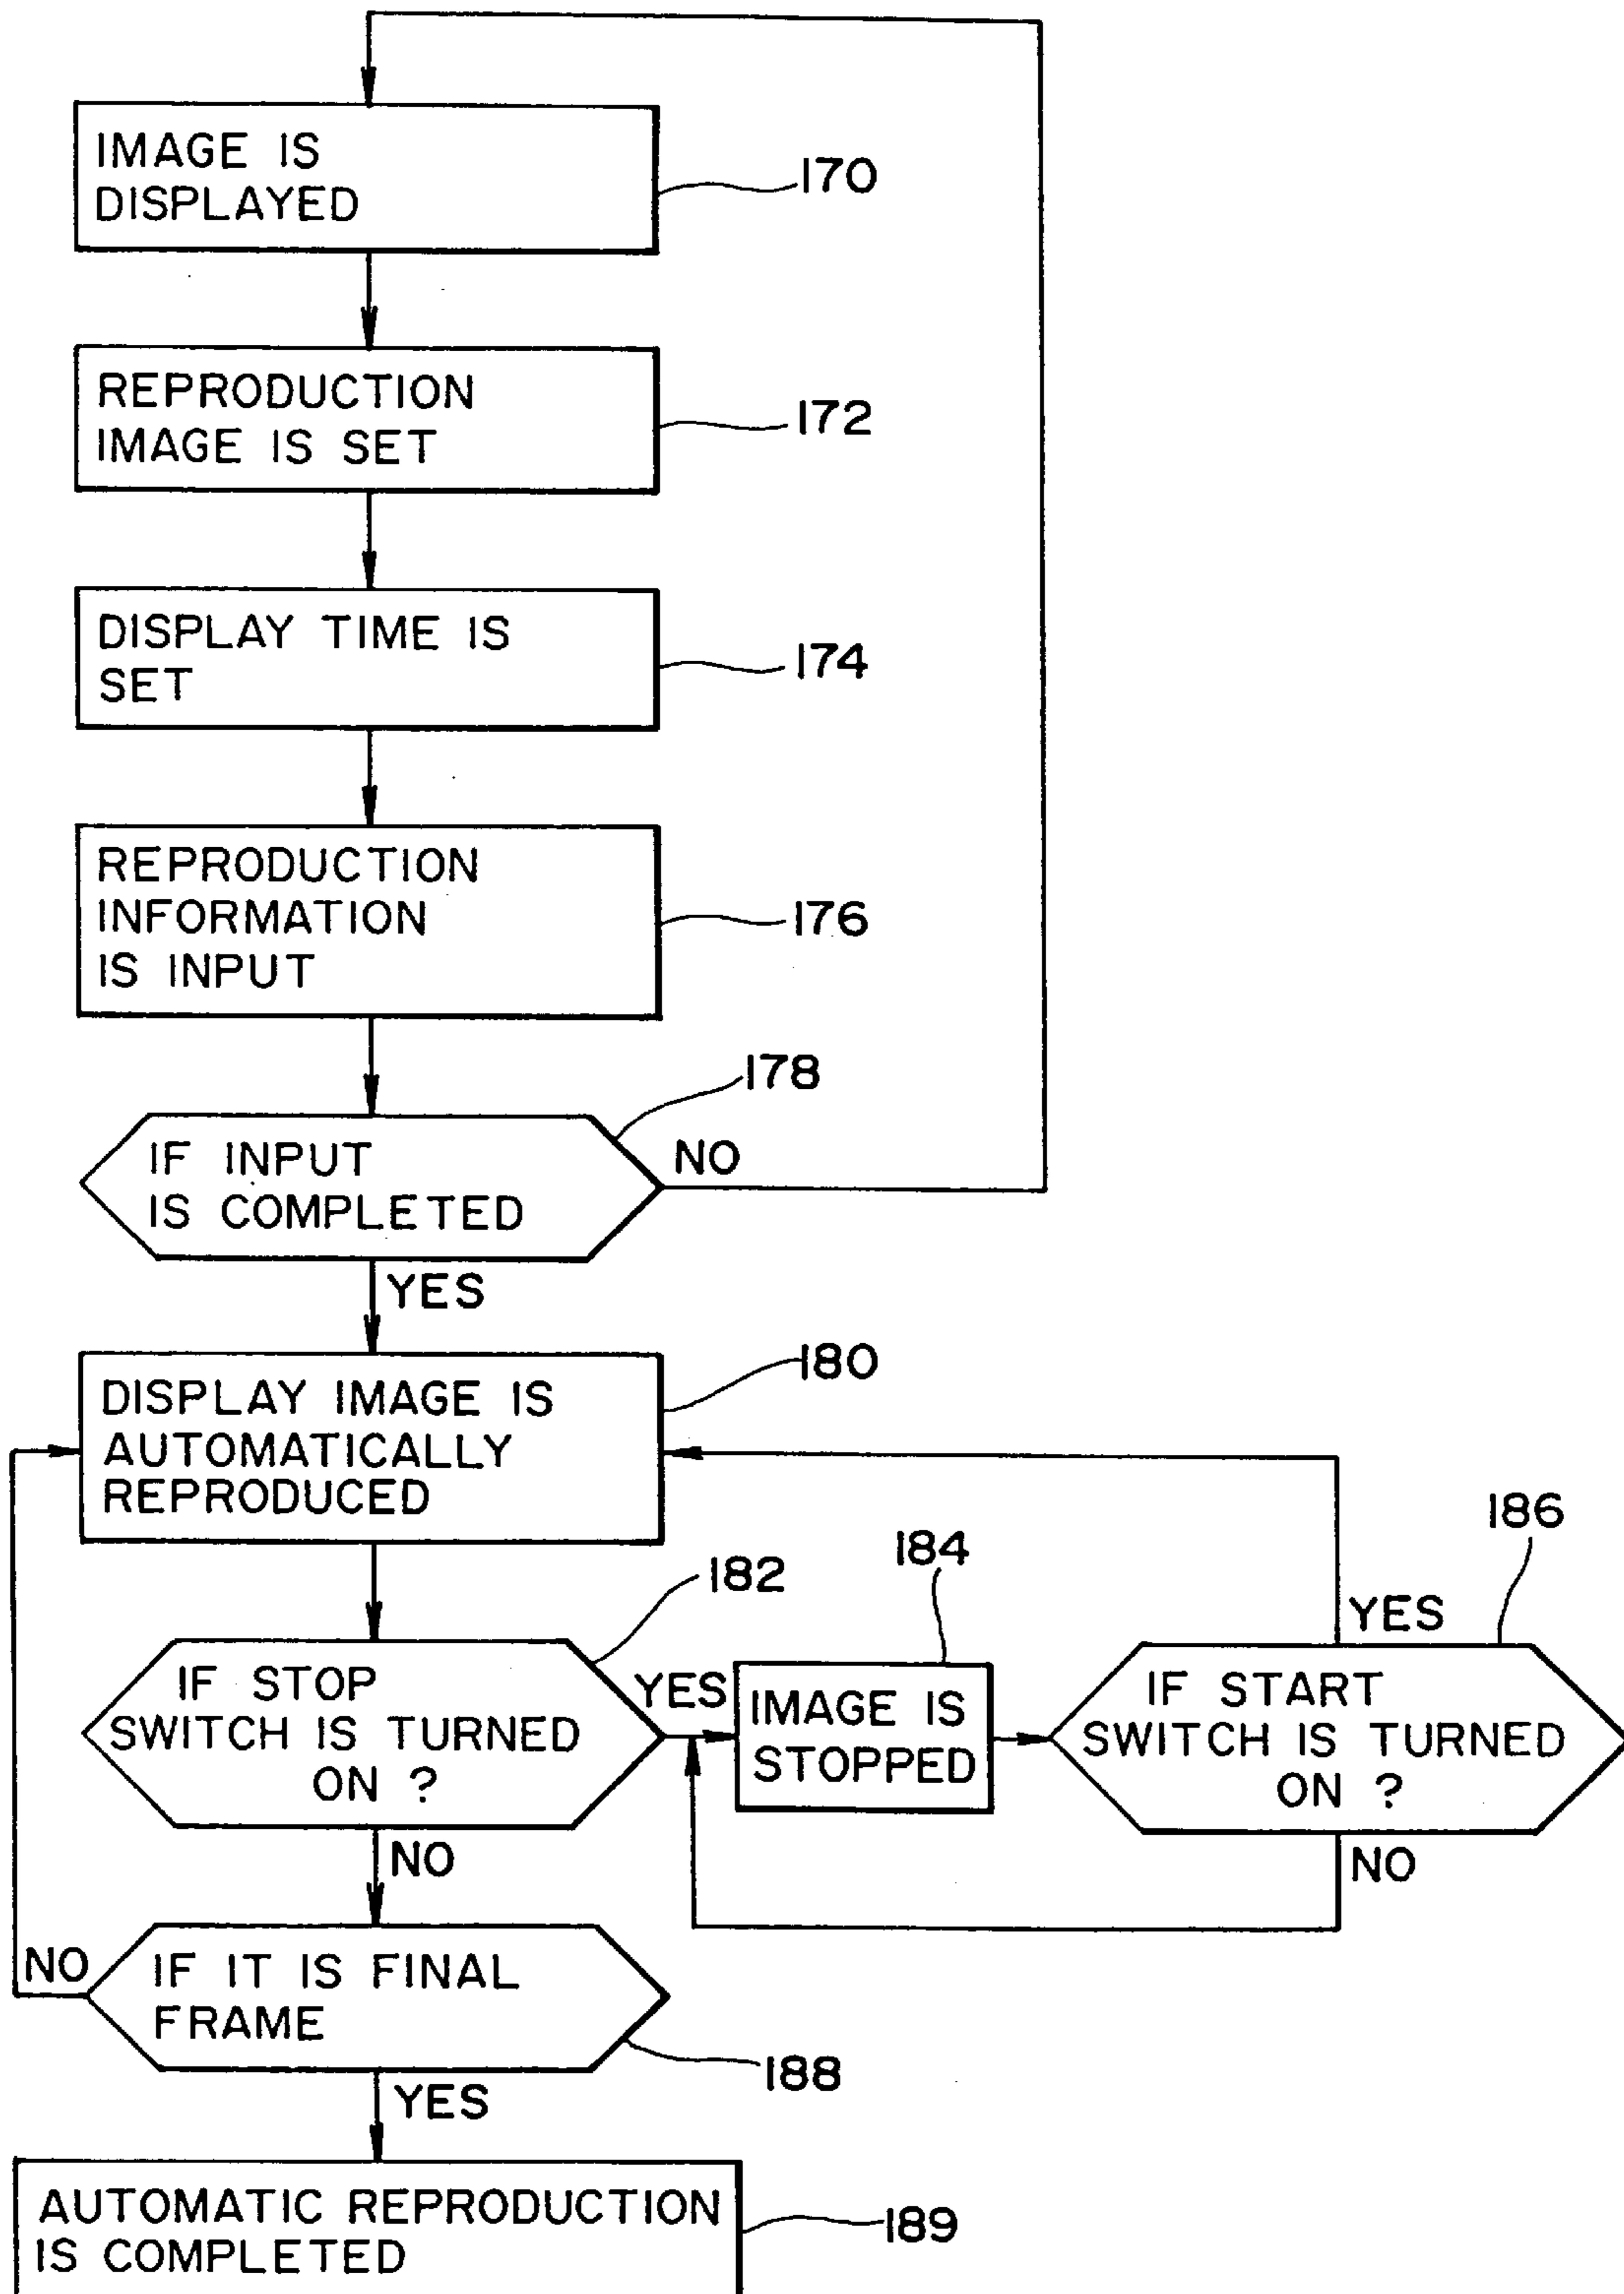 IMAGE IS
DISPLAYED
170
REPRODUCTION
IMAGE IS SET
172
DISPLAY TIME IS
SET
174
REPRODUCTION
INFORMATION
IS INPUT
176
178
IF INPUT
IS COMPLETED
NO
YES
180
DISPLAY IMAGE IS
AUTOMATICALLY
REPRODUCED
182
IF STOP
SWITCH IS TURNED
ON ?
YES
184
IMAGE IS
STOPPED
186
YES
IF START
SWITCH IS TURNED
ON ?
NO
NO
NO
IF IT IS FINAL
FRAME
188
YES
AUTOMATIC REPRODUCTION
IS COMPLETED
189